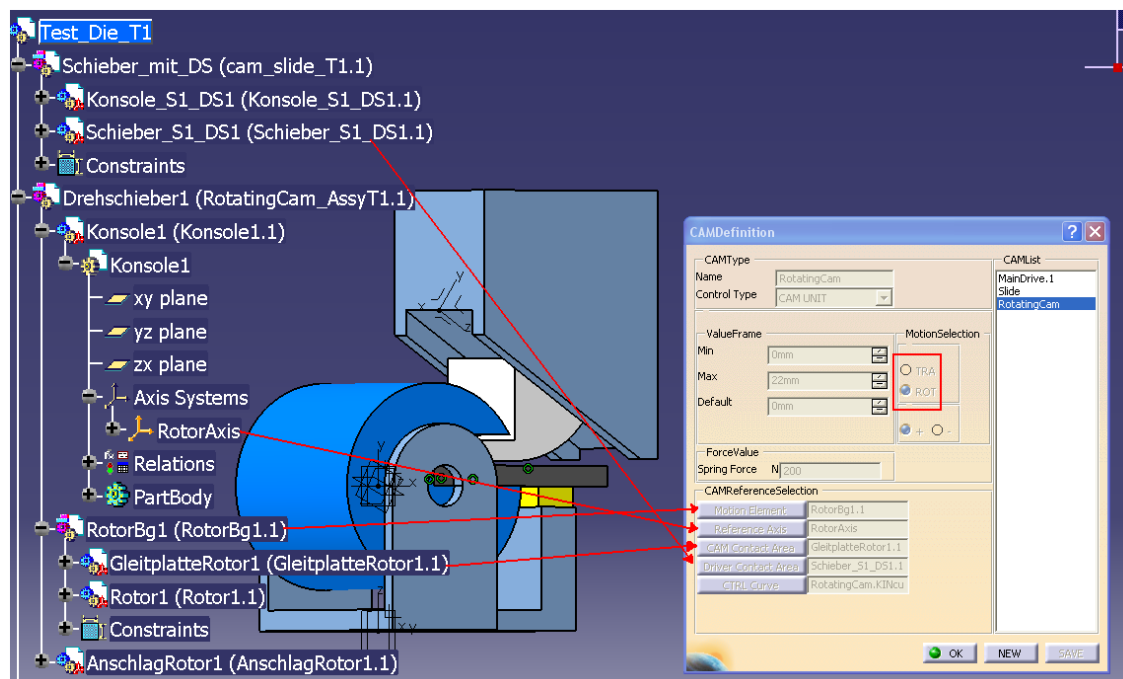 Test_Die_T1
Schieber_mit_DS (cam_slide_T1.1)
Konsole_S1_DS1 (Konsole_S1_DS1.1)
Schieber_S1_DS1 (Schieber_S1_DS1.1)
Constraints
Drehschieber1 (RotatingCam_AssyT1.1)
Konsole1 (Konsole1.1)
Konsole1
xy plane
yz plane
zx plane
Axis Systems
RotorAxis
Relations
PartBody
RotorBg1 (RotorBg1.1)
GleitplatteRotor1 (GleitplatteRotor1.1)
Rotor1 (Rotor1.1)
Constraints
AnschlagRotor1 (AnschlagRotor1.1)
y
x
z
y
x
z
x y
CAMDefinition
CAMType
Name RotatingCam
Control Type CAM UNIT
ValueFrame
Min 0mm
Max 22mm
Default 0mm
MotionSelection
TRA
ROT
+ -
ForceValue
Spring Force N 200
CAMReferenceSelection
Motion Element RotorBg1.1
Reference Axis RotorAxis
CAM Contact Area GleitplatteRotor1.1
Driver Contact Area Schieber_S1_DS1.1
CTRL Curve RotatingCam.KINcu
CAMList
MainDrive.1
Slide
RotatingCam
OK NEW SAVE